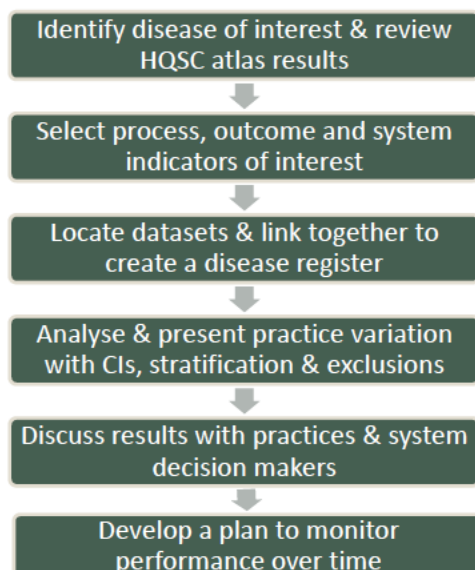 Identify disease of interest & review
HQSC atlas results
Select process, outcome and system
indicators of interest
Locate datasets & link together to
create a disease register
Analyse & present practice variation
with CIs, stratification & exclusions
Discuss results with practices & system
decision makers
Develop a plan to monitor
performance over time